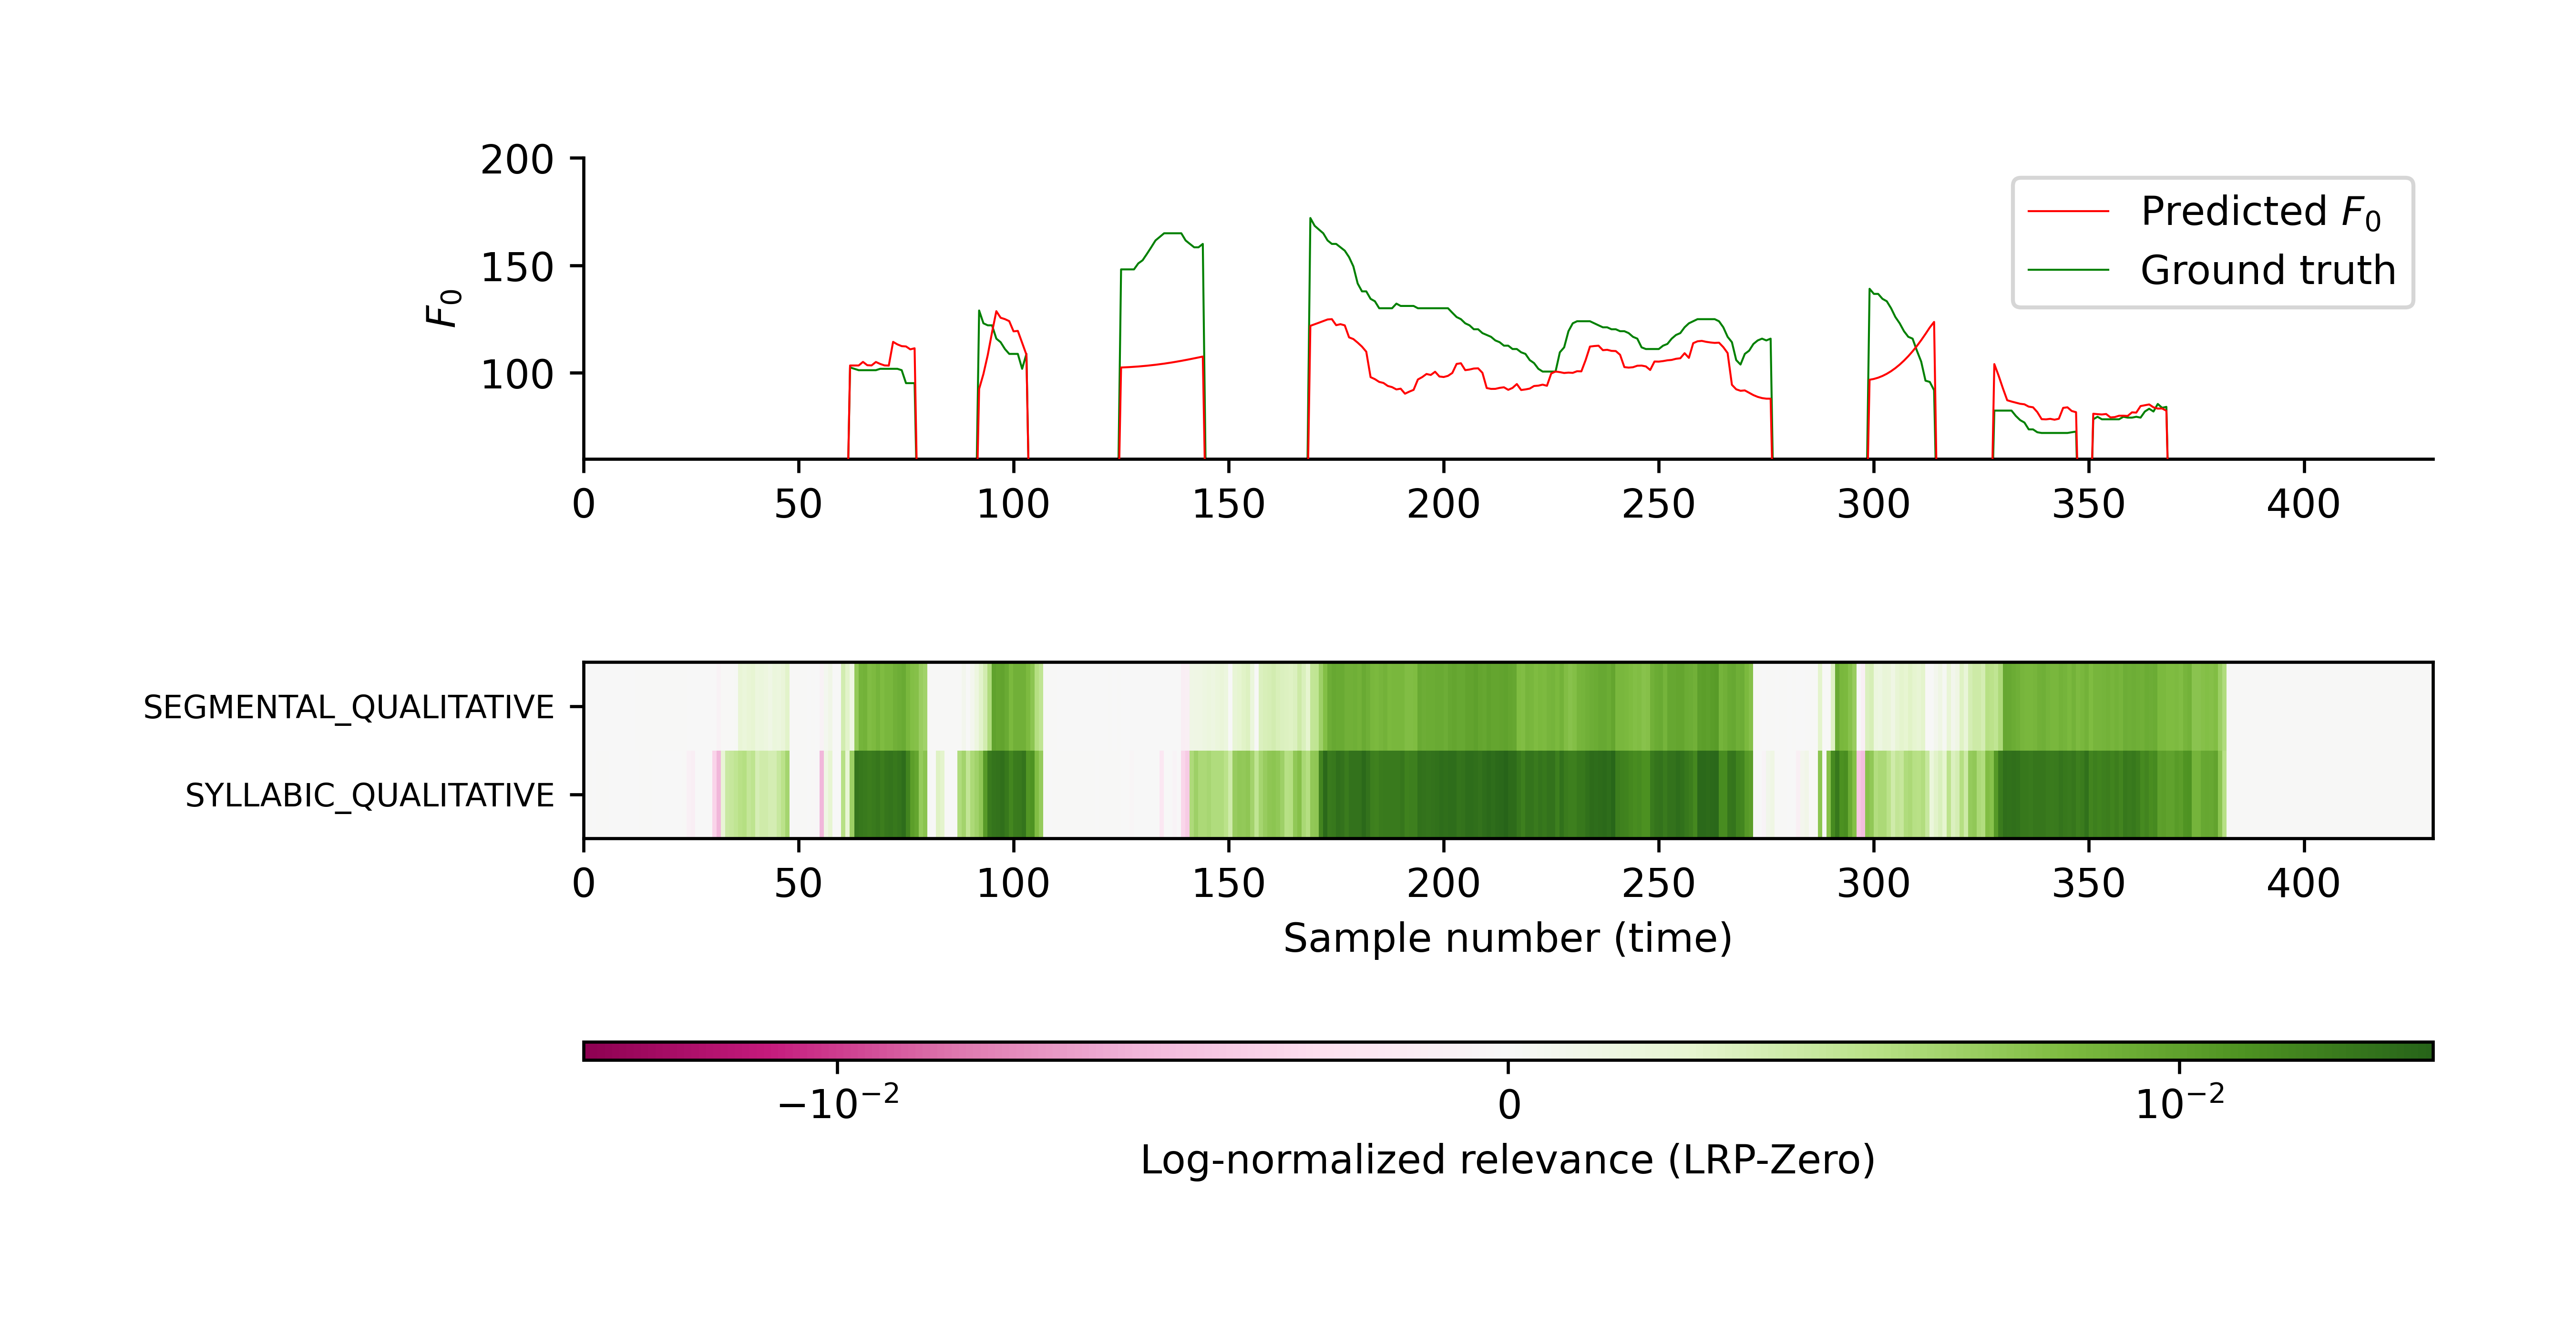 200
150
100
F₀
Predicted F₀
Ground truth
0 50 100 150 200 250 300 350 400
SEGMENTAL_QUALITATIVE
SYLLABIC_QUALITATIVE
0 50 100 150 200 250 300 350 400
Sample number (time)
−10⁻² 0 10⁻²
Log-normalized relevance (LRP-Zero)